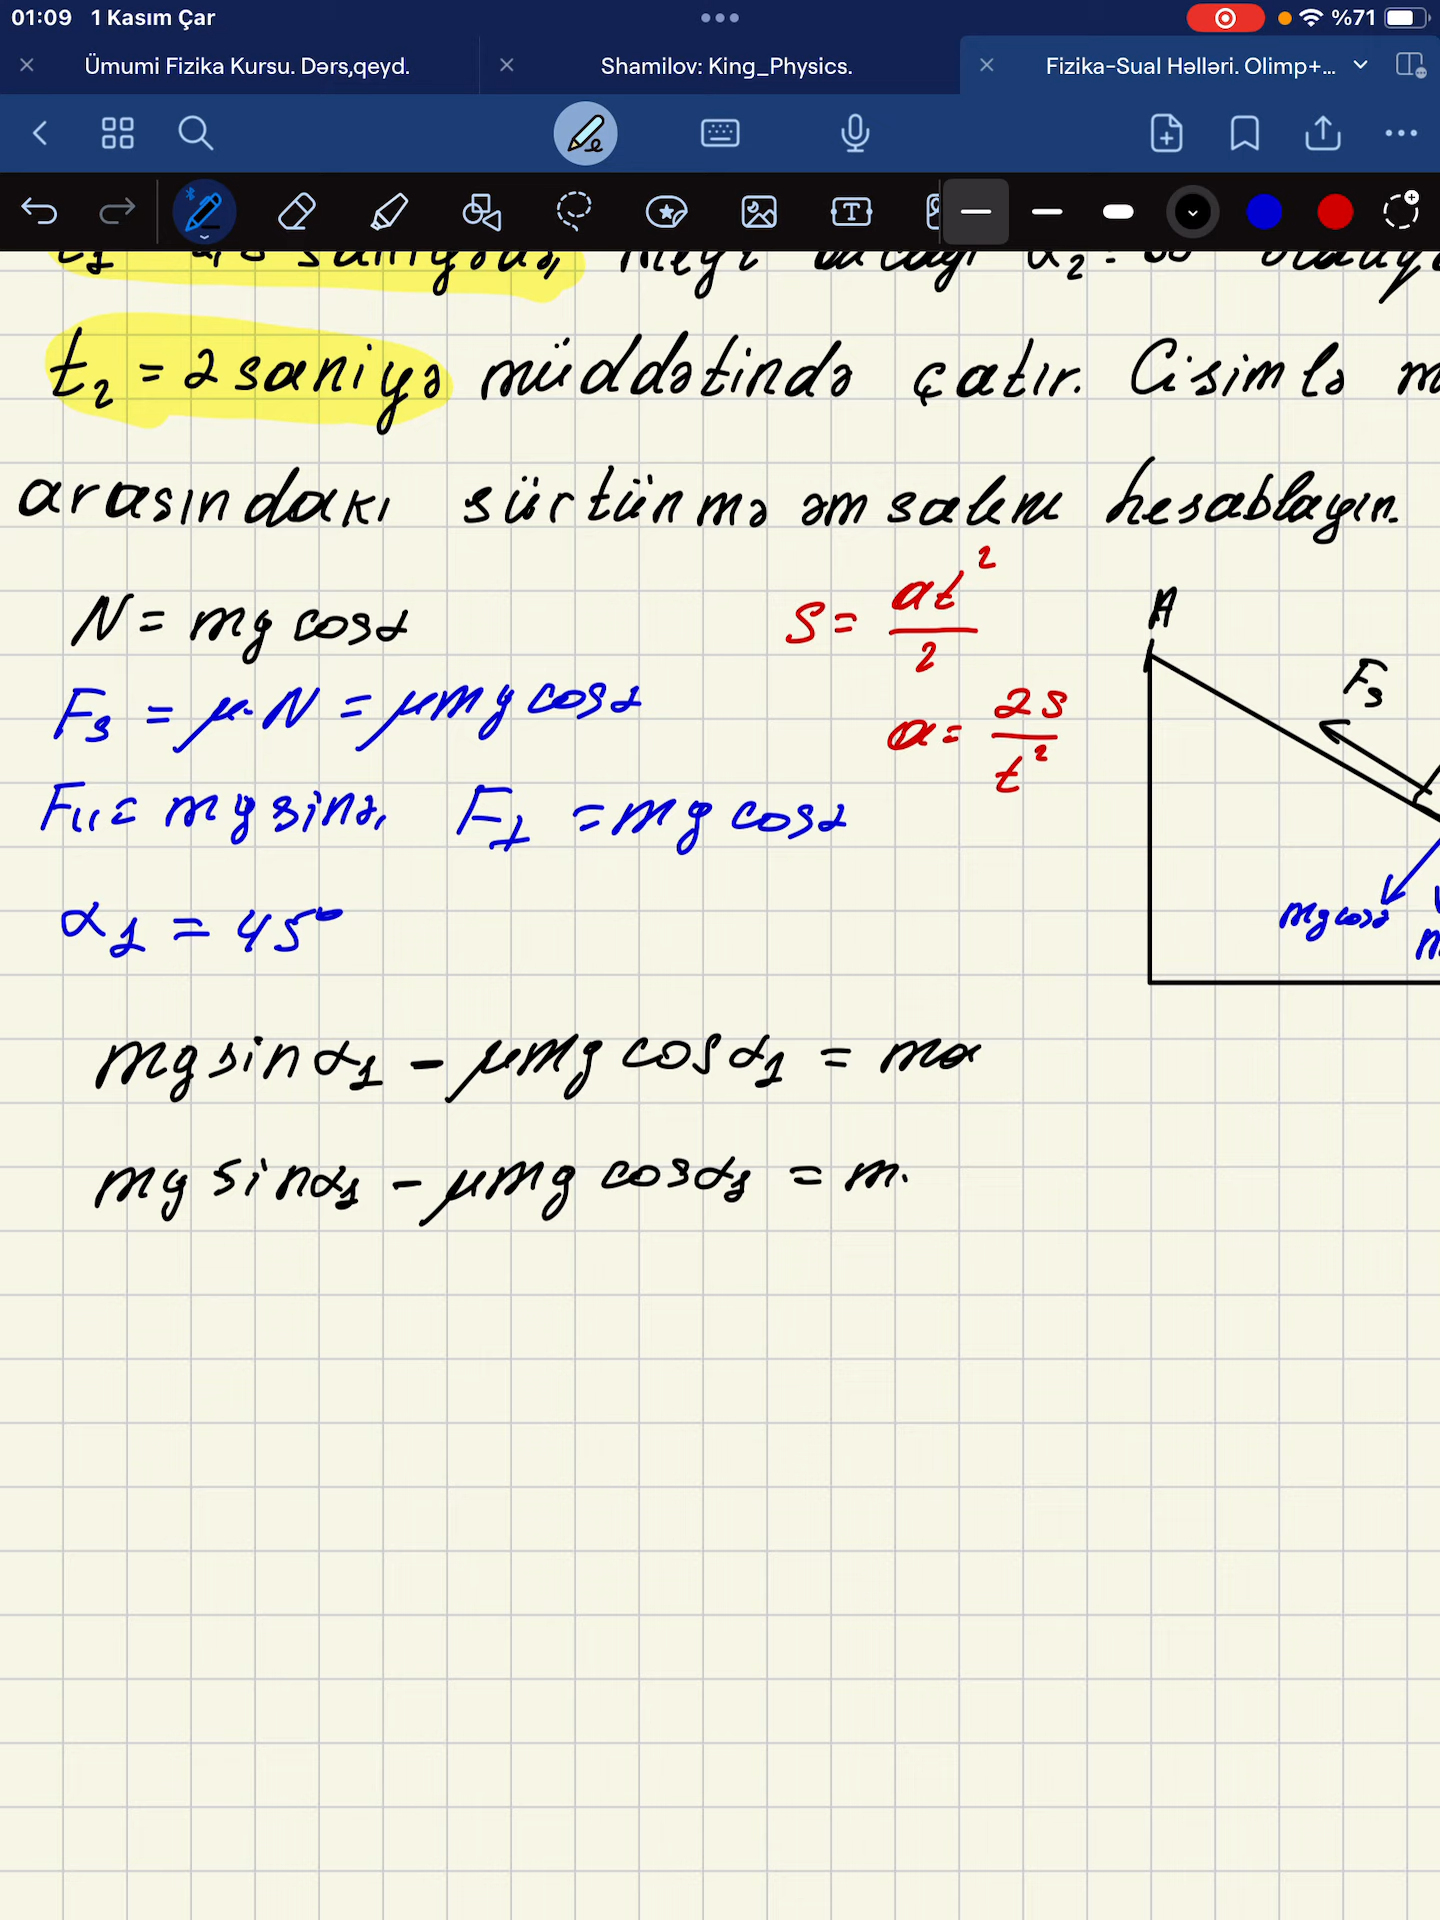 01:09 1 Kasım Çar %71
Ümumi Fizika Kursu. Dərs,qeyd. Shamilov: King_Physics. Fizika-Sual Həlləri. Olimp+...
t₂ = 2 saniyə müddətində çatır. Cisimlə m
arasındakı sürtünmə əmsalını hesablayın.
N = mg cosα
S = at²/2
A
F₃ = μ·N = μmg cosα
a = 2S/t²
Fs
F₁₁ = mg sinα, F⊥ = mg cosα
α₁ = 45°
mg cosα
mg sinα₁ - μmg cosα₁ = ma
mg sinα₁ - μmg cosα₁ = m·